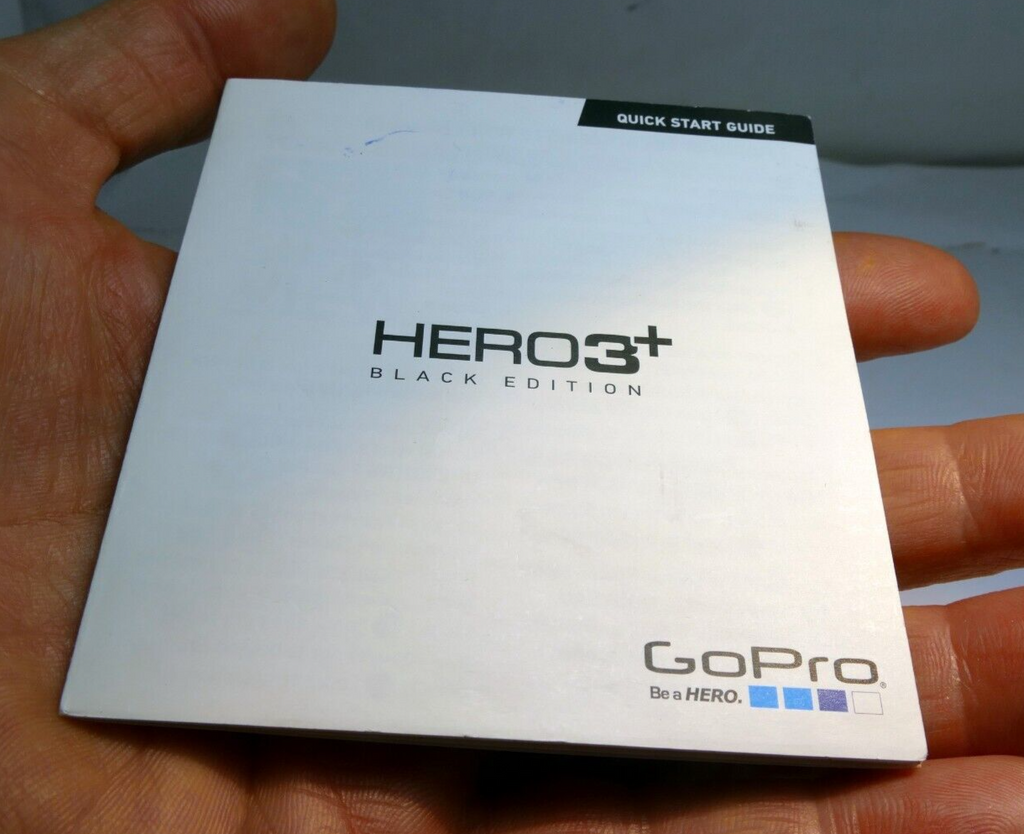 QUICK START GUIDE
HERO3+
BLACK EDITION
GoPro®
Be a HERO.